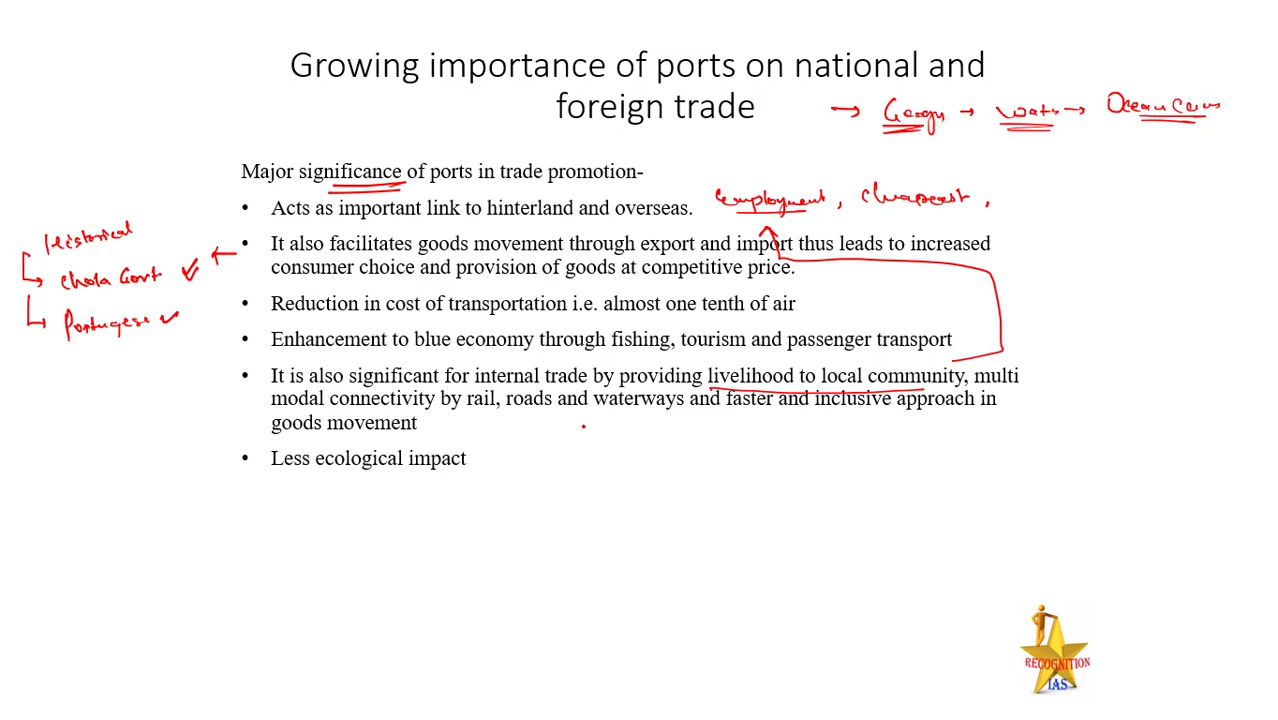 Growing importance of ports on national and
foreign trade
→ → Ocean
Major significance of ports in trade promotion-
employment,
• Acts as important link to hinterland and overseas.
Historical
• It also facilitates goods movement through export and import thus leads to increased
consumer choice and provision of goods at competitive price.
Chola Govt
• Reduction in cost of transportation i.e. almost one tenth of air
Portugese
• Enhancement to blue economy through fishing, tourism and passenger transport
• It is also significant for internal trade by providing livelihood to local community, multi
modal connectivity by rail, roads and waterways and faster and inclusive approach in
goods movement
• Less ecological impact
RECOGNITION
IAS